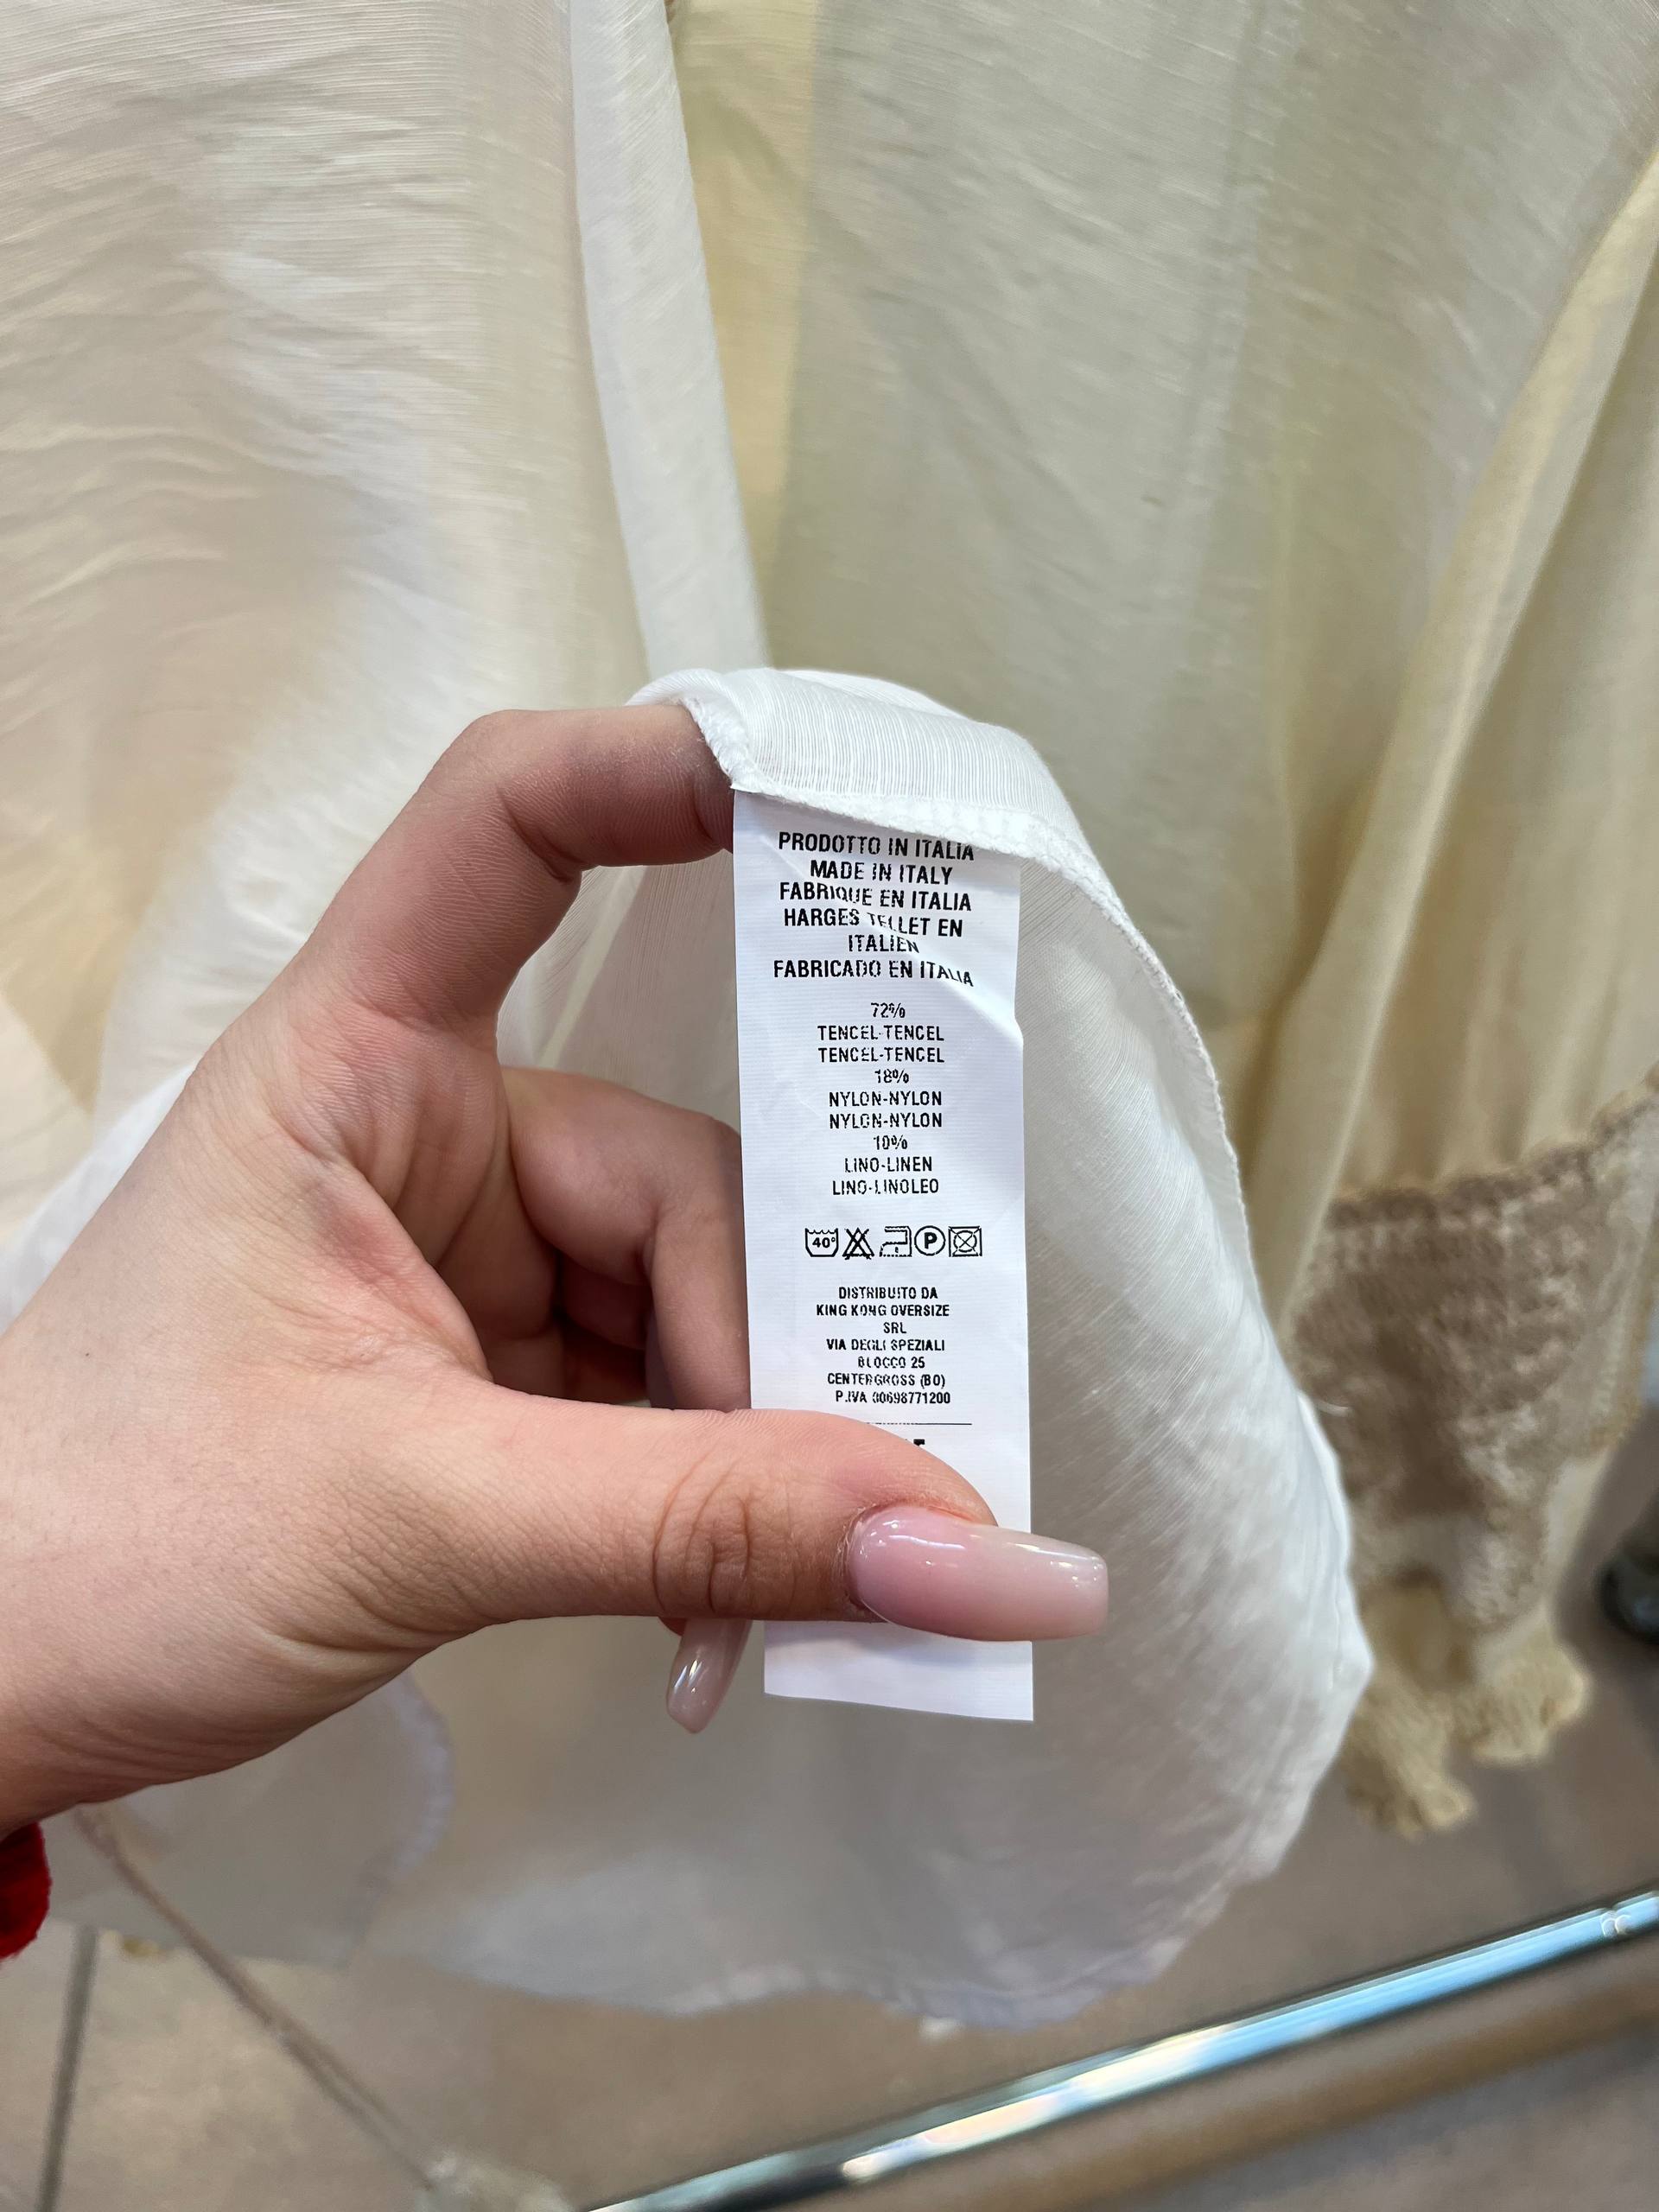 PRODOTTO IN ITALIA
MADE IN ITALY
FABRIQUE EN ITALIA
HARGES TELLET EN
ITALIEN
FABRICADO EN ITALIA
72%
TENCEL-TENCEL
TENCEL-TENCEL
18%
NYLON-NYLON
NYLON-NYLON
10%
LINO-LINEN
LINO-LINOLEO
40° P
DISTRIBUITO DA
KING KONG OVERSIZE
SRL
VIA DEGLI SPEZIALI
BLOCCO 25
CENTERGROSS (BO)
P.IVA 00698771200